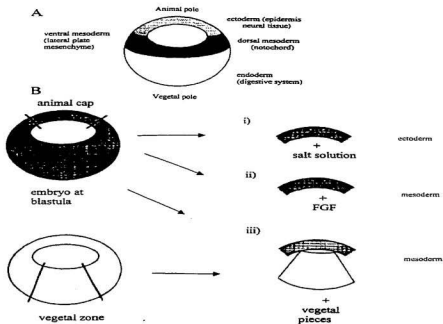 A
Animal pole
ectoderm (epidermis
neural tissue)
ventral mesoderm
(lateral plate
mesenchyme)
dorsal mesoderm
(notochord)
endoderm
(digestive system)
Vegetal pole
B
animal cap
embryo at
blastula
i)
+
salt solution
ectoderm
ii)
+
FGF
mesoderm
iii)
mesoderm
vegetal zone
+
vegetal
pieces